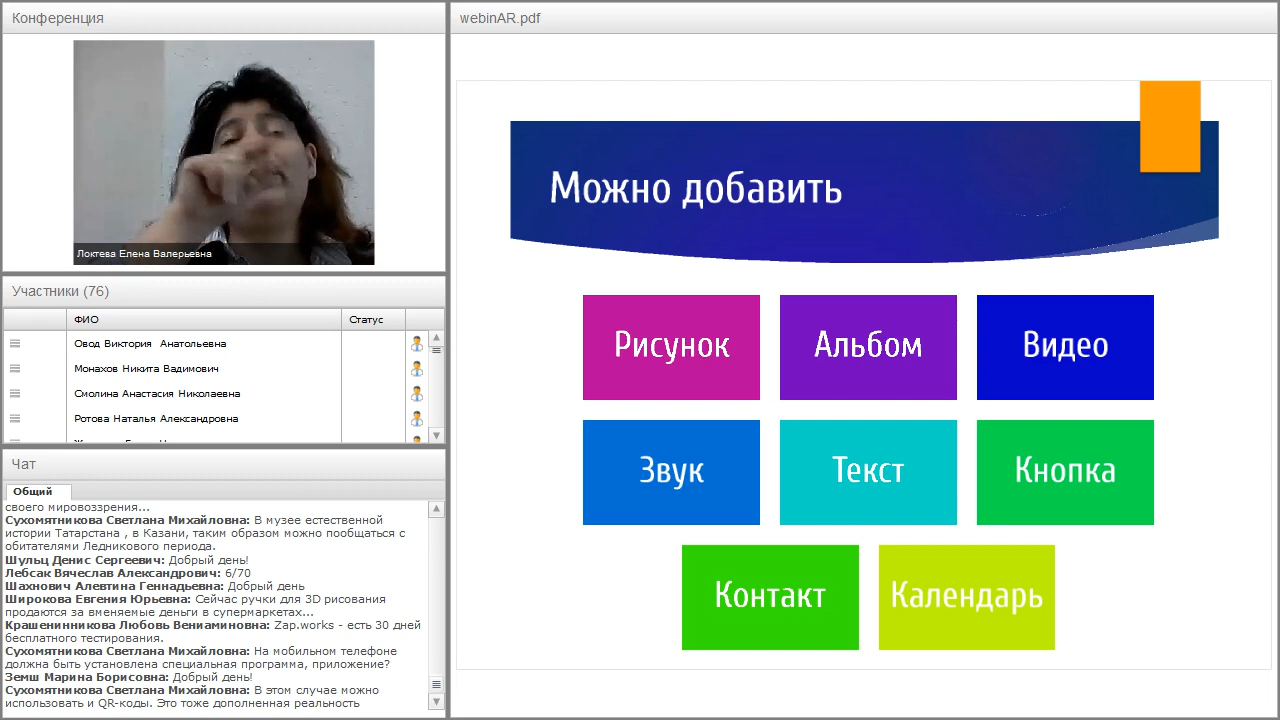 Конференция
Локтева Елена Валерьевна
Участники (76)
ФИО Статус
Овод Виктория Анатольевна
Монахов Никита Вадимович
Смолина Анастасия Николаевна
Ротова Наталья Александровна
Чат
Общий
своего мировоззрения...
Сухомятникова Светлана Михайловна: В музее естественной
истории Татарстана , в Казани, таким образом можно пообщаться с
обитателями Ледникового периода.
Шульц Денис Сергеевич: Добрый день!
Лебсак Вячеслав Александрович: 6/70
Шахнович Алевтина Геннадьевна: Добрый день
Широкова Евгения Юрьевна: Сейчас ручки для 3D рисования
продаются за вменяемые деньги в супермаркетах...
Крашенинникова Любовь Вениаминовна: Zap.works - есть 30 дней
бесплатного тестирования.
Сухомятникова Светлана Михайловна: На мобильном телефоне
должна быть установлена специальная программа, приложение?
Земш Марина Борисовна: Добрый день!
Сухомятникова Светлана Михайловна: В этом случае можно
использовать и QR-коды. Это тоже дополненная реальность
webinAR.pdf
Можно добавить
Рисунок
Альбом
Видео
Звук
Текст
Кнопка
Контакт
Календарь